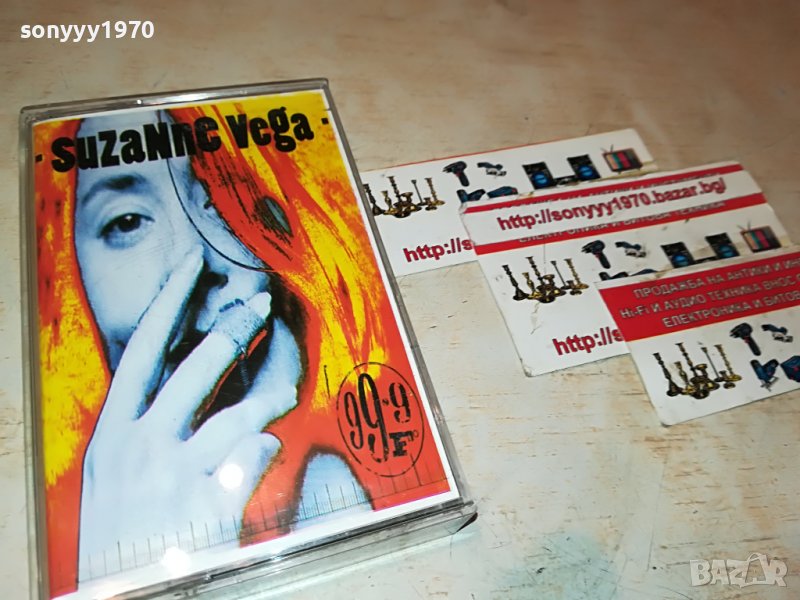 sonyyy1970
• suzaNNe vega •
99.9
F°
http://s
http://sonyyy1970.bazar.bg/
http://
ПРОДАЖБА НА АНТИКИ И ИН
Hi-Fi И АУДИО ТЕХНИКА ВНОС
ЕЛЕКТРОНИКА И БИТОВ
BAZAR